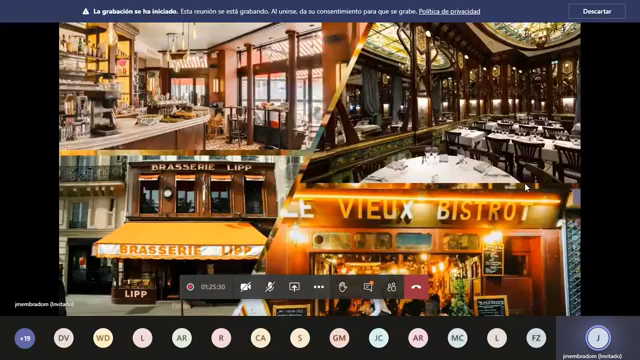 La grabación se ha iniciado. Esta reunión se está grabando. Al unirse, da su consentimiento para que se grabe. Política de privacidad
Descartar
BRASSERIE LIPP
BRASSERIE LIPP
LIPP
LE VIEUX BISTROT
01:25:30
jmembradom (Invitado)
+19
DV
WD
L
AR
R
CA
S
GM
JC
AR
MC
L
FZ
J
jmembradom (Invitado)